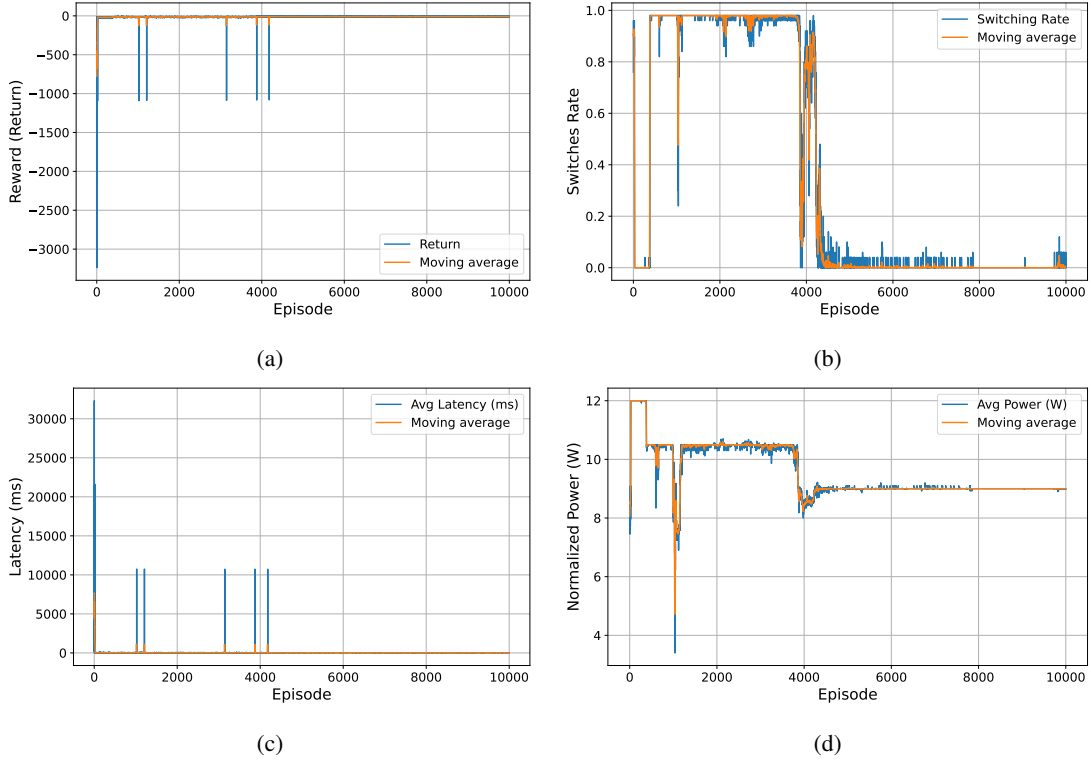 0
−500
−1000
−1500
−2000
−2500
−3000
Reward (Return)
Return
Moving average
0 2000 4000 6000 8000 10000
Episode
(a)
1.0
0.8
0.6
0.4
0.2
0.0
Switches Rate
Switching Rate
Moving average
0 2000 4000 6000 8000 10000
Episode
(b)
30000
25000
20000
15000
10000
5000
0
Latency (ms)
Avg Latency (ms)
Moving average
0 2000 4000 6000 8000 10000
Episode
(c)
12
10
8
6
4
Normalized Power (W)
Avg Power (W)
Moving average
0 2000 4000 6000 8000 10000
Episode
(d)